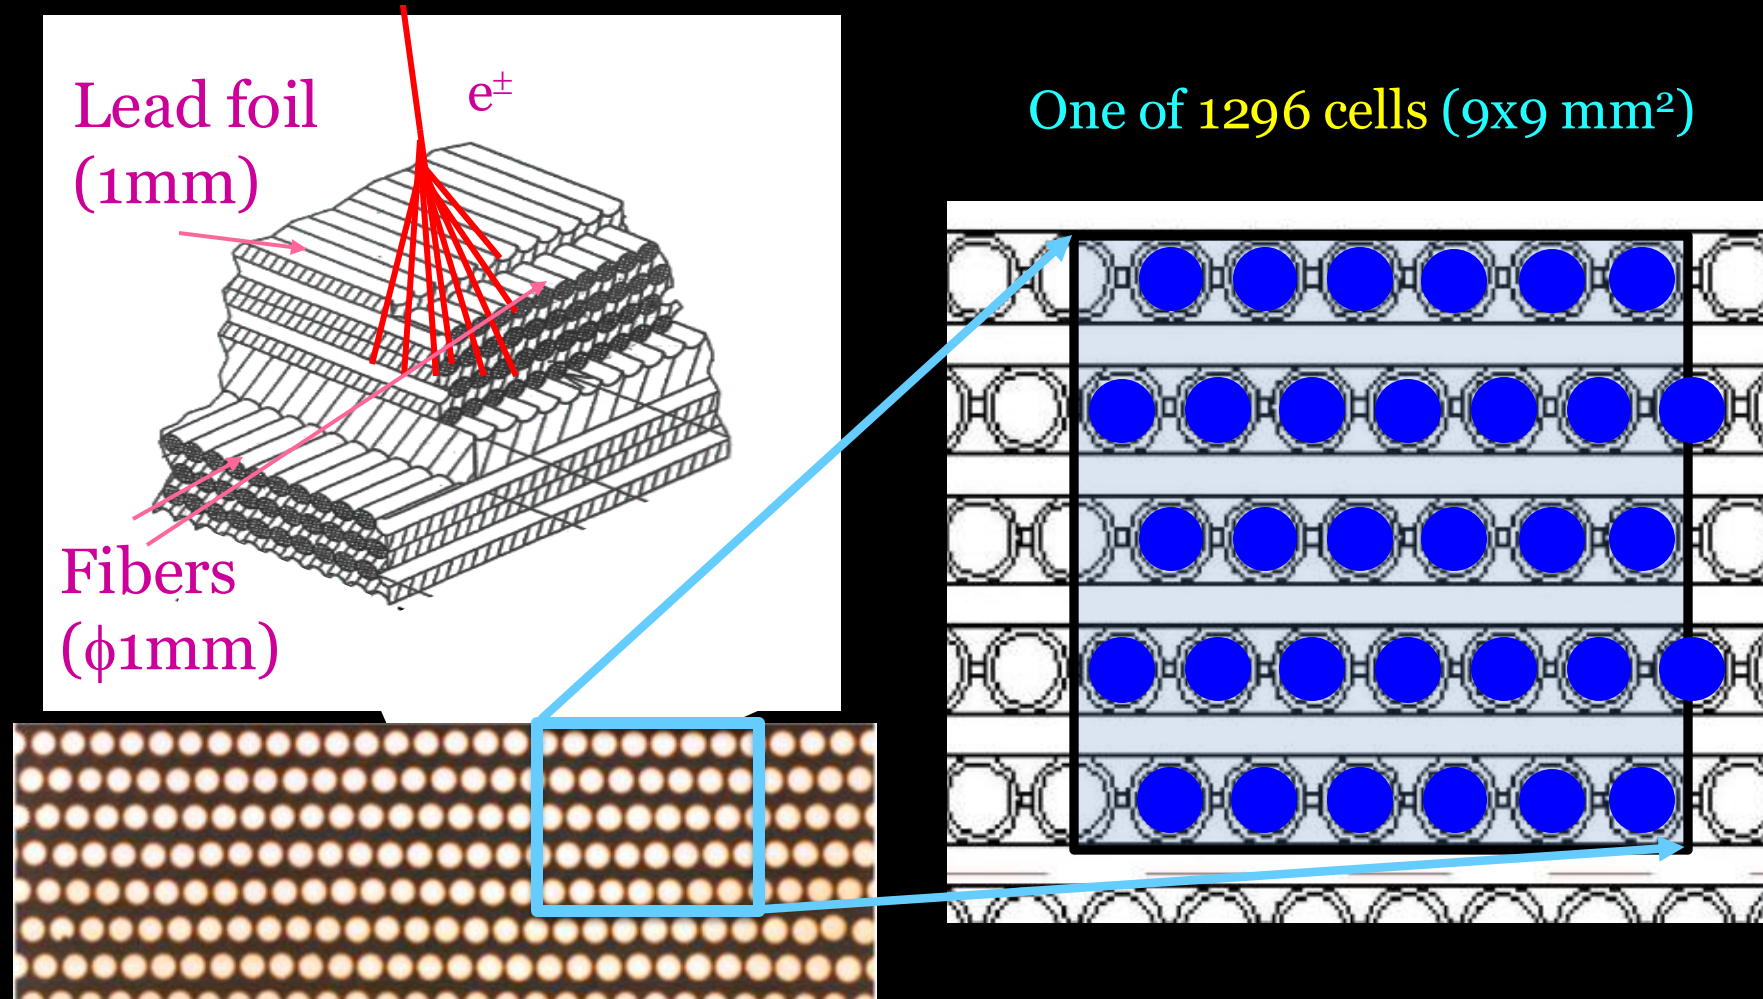 Lead foil
(1mm)
e±
Fibers
(ϕ1mm)
One of 1296 cells (9x9 mm²)